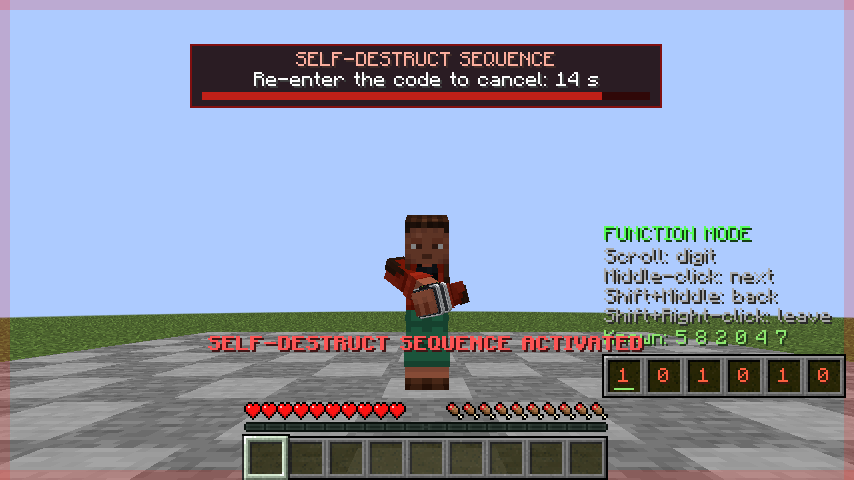 SELF-DESTRUCT SEQUENCE
Re-enter the code to cancel: 14 s
FUNCTION MODE
Scroll: digit
Middle-click: next
Shift+Middle: back
Shift+Right-click: leave
5 8 2 0 4 7
SELF-DESTRUCT SEQUENCE ACTIVATED
1 0 1 0 1 0